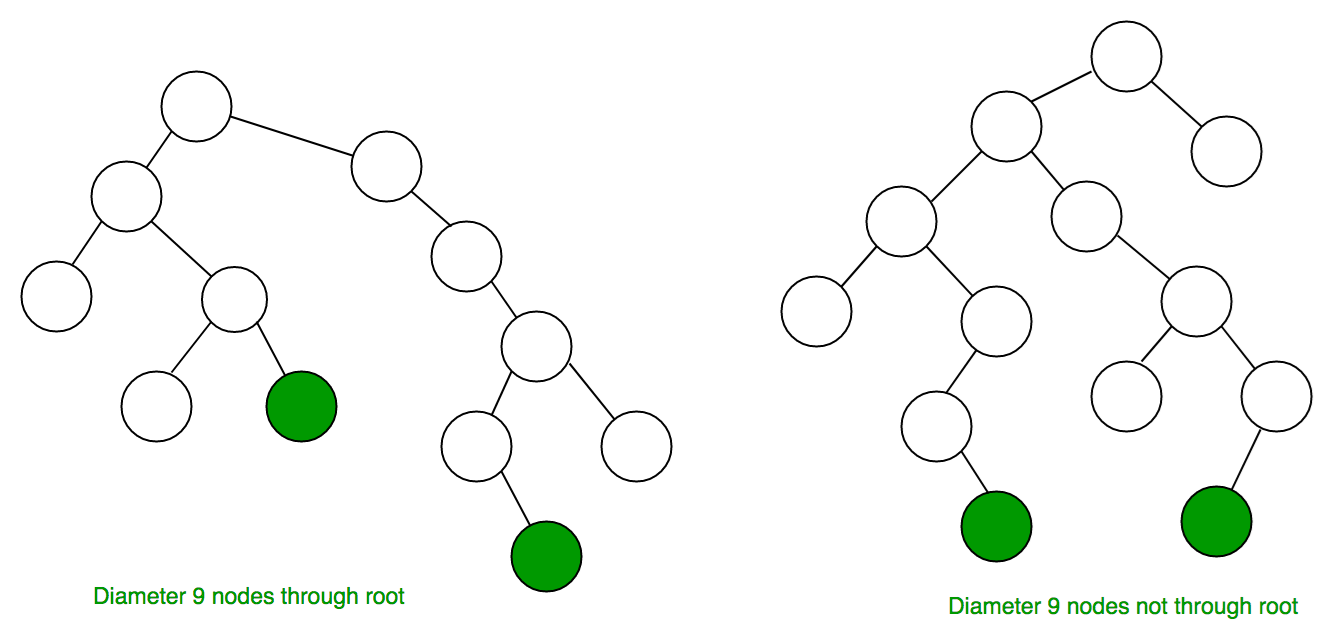 Diameter 9 nodes through root
Diameter 9 nodes not through root